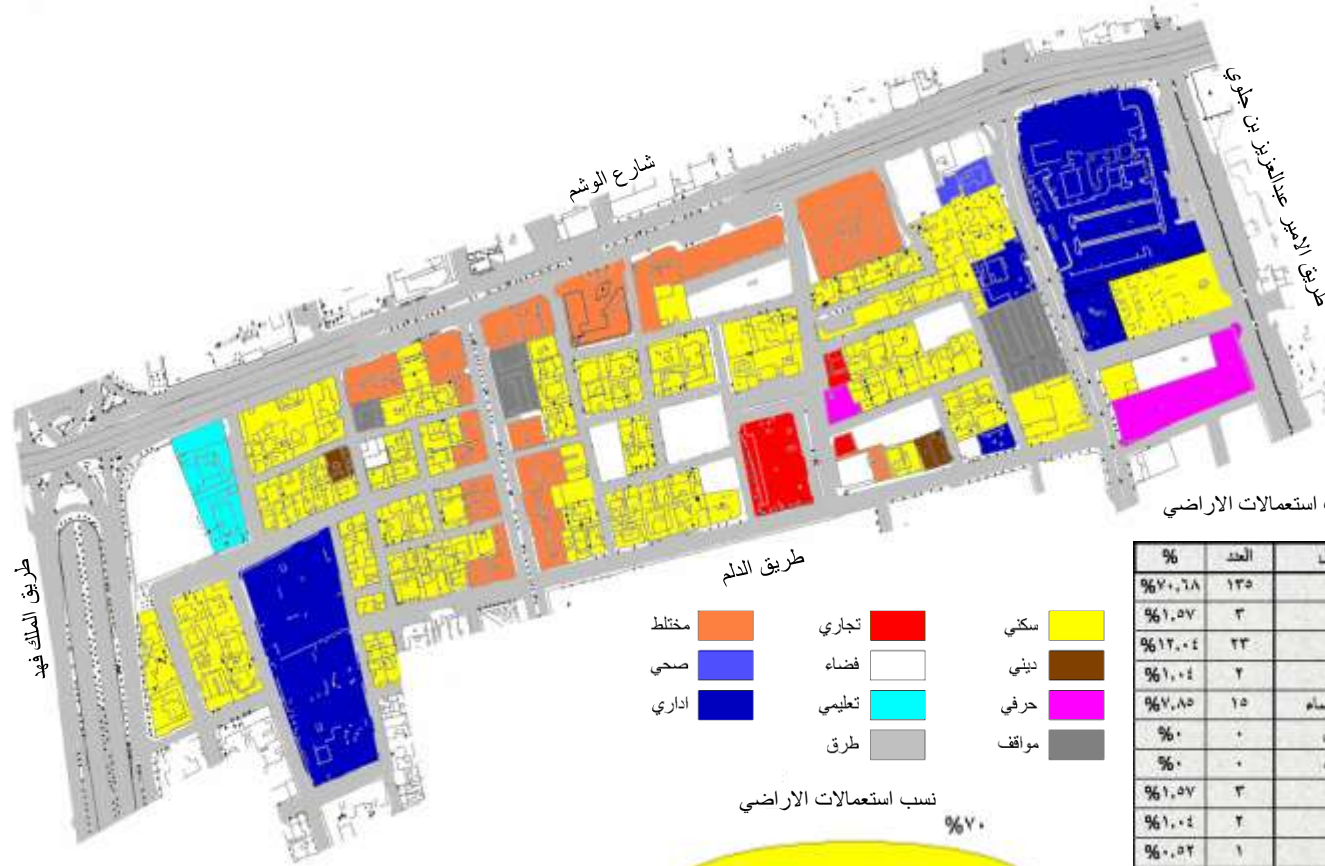 شارع الوشم
طريق الامير عبدالعزيز بن جلوي
طريق الملك فهد
طريق الدلم
سكني
تجاري
مختلط
ديني
فضاء
صحي
حرفي
تعليمي
اداري
مواقف
طرق
نسب استعمالات الاراضي
%٧٠
استعمالات الاراضي
العدد %
١٣٥ %٧٠,٦٨
٣ %١,٥٧
٢٣ %١٢,٠٤
٢ %١,٠٤
١٥ %٧,٨٥
٠ %٠
٠ %٠
٣ %١,٥٧
٢ %١,٠٤
١ %٠,٥٢